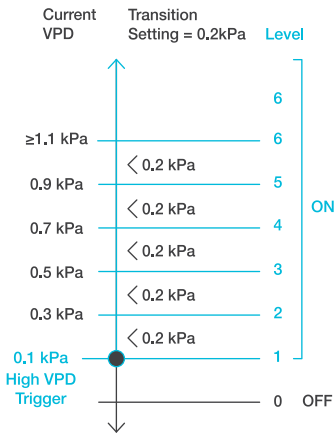 Current Transition
VPD Setting = 0.2kPa Level
6
≥1.1 kPa 6
< 0.2 kPa
0.9 kPa 5
< 0.2 kPa
0.7 kPa 4
ON
< 0.2 kPa
0.5 kPa 3
< 0.2 kPa
0.3 kPa 2
< 0.2 kPa
0.1 kPa 1
High VPD
Trigger 0 OFF